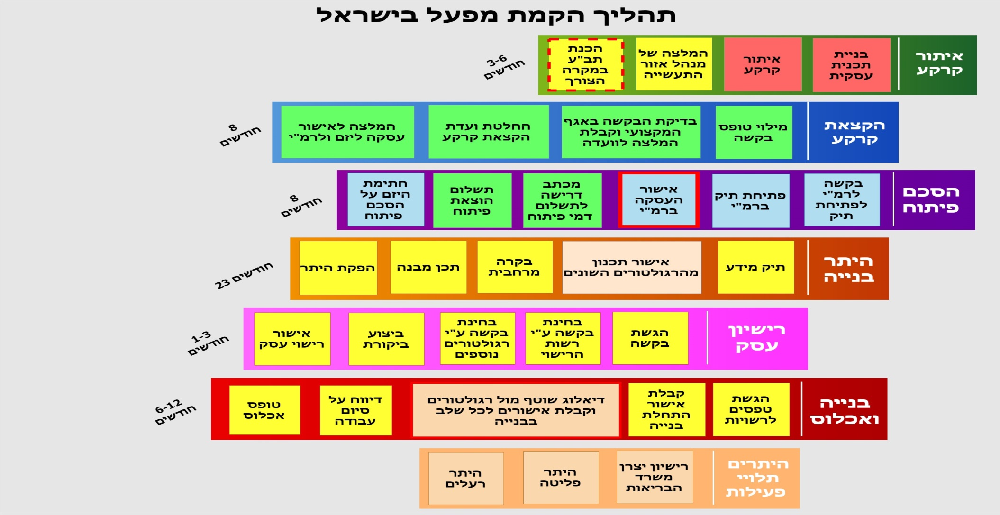 תהליך הקמת מפעל בישראל
איתור
קרקע
בניית
תכנית
עסקית
איתור
קרקע
המלצה של
מנהל אזור
התעשייה
הכנת
תב"ע
במקרה
הצורך
3-6
חודשים
הקצאת
קרקע
מילוי טופס
בקשה
בדיקת הבקשה באגף
המקצועי וקבלת
המלצה לוועדה
החלטת ועדת
הקצאת קרקע
המלצה לאישור
עסקה ליזם ולרמ"י
8
חודשים
הסכם
פיתוח
בקשה
לרמ"י
לפתיחת
תיק
פתיחת תיק
ברמ"י
אישור
העסקה
ברמ"י
מכתב
דרישה
לתשלום
דמי פיתוח
תשלום
הוצאת
פיתוח
חתימת
היזם על
הסכם
פיתוח
8
חודשים
היתר
בנייה
תיק מידע
אישור תכנון
מהרגולטורים השונים
בקרה
מרחבית
תכן מבנה
הפקת היתר
23 חודשים
רישיון
עסק
הגשת
בקשה
בחינת
בקשה ע"י
רשות
הרישוי
בחינת
בקשה ע"י
רגולטורים
נוספים
ביצוע
ביקורת
אישור
רישוי עסק
1-3
חודשים
בנייה
ואכלוס
הגשת
טפסים
לרשויות
קבלת
אישור
התחלת
בנייה
דיאלוג שוטף מול רגולטורים
וקבלת אישורים לכל שלב
בבנייה
דיווח על
סיום
עבודה
טופס
אכלוס
6-12
חודשים
היתרים
תלויי
פעילות
רישיון יצרן
משרד
הבריאות
היתר
פליטה
היתר
רעלים